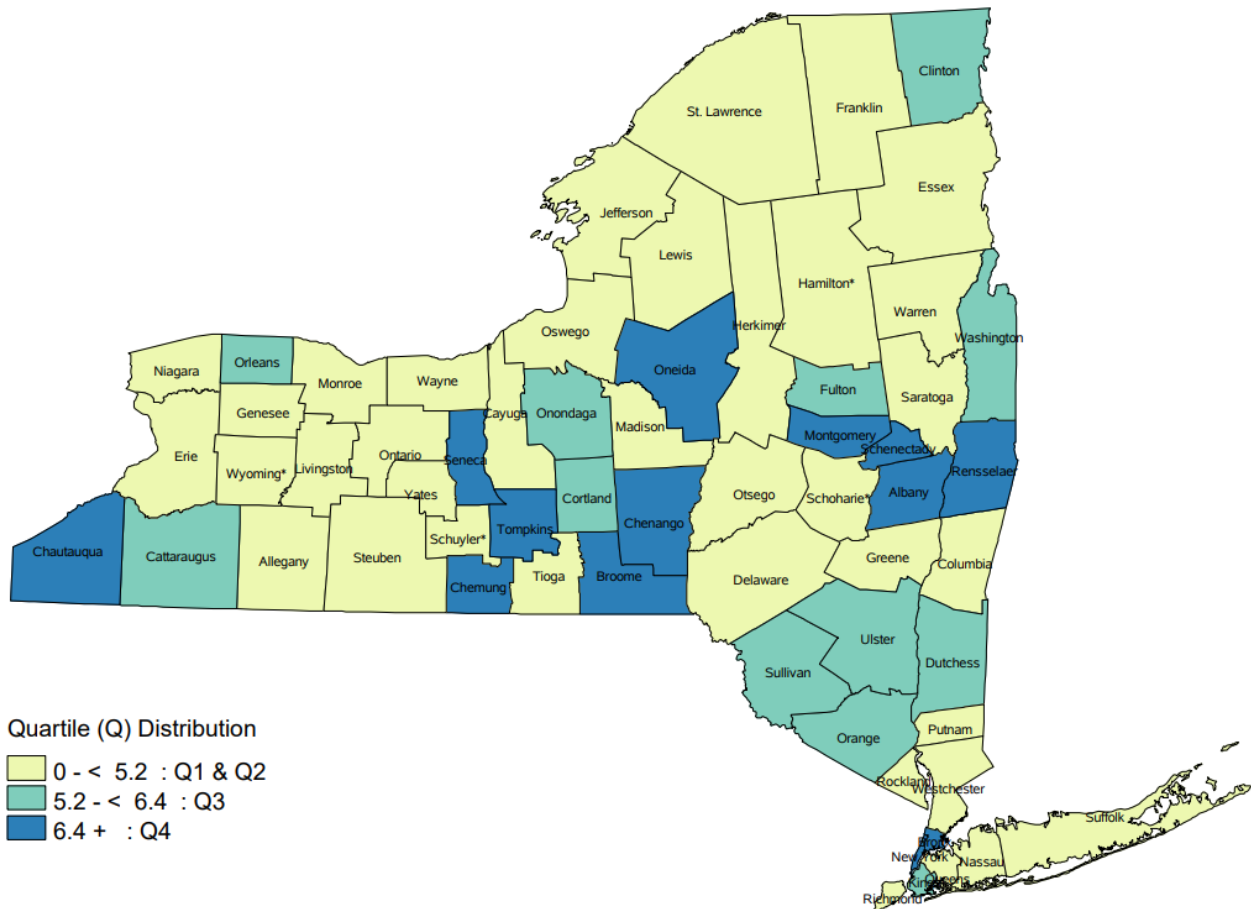 Clinton
St. Lawrence
Franklin
Essex
Jefferson
Lewis
Hamilton*
Warren
Oswego
Herkimer
Washington
Niagara
Orleans
Monroe
Wayne
Oneida
Fulton
Saratoga
Genesee
Cayuga
Onondaga
Madison
Montgomery
Schenectady
Erie
Wyoming*
Livingston
Ontario
Seneca
Rensselaer
Yates
Cortland
Otsego
Schoharie*
Albany
Chautauqua
Cattaraugus
Allegany
Steuben
Schuyler*
Tompkins
Chenango
Greene
Columbia
Chemung
Tioga
Broome
Delaware
Ulster
Sullivan
Dutchess
Quartile (Q) Distribution
Putnam
Orange
0 - < 5.2 : Q1 & Q2
5.2 - < 6.4 : Q3
6.4 + : Q4
Rockland
Westchester
Suffolk
Bronx
New York
Nassau
Queens
Kings
Richmond